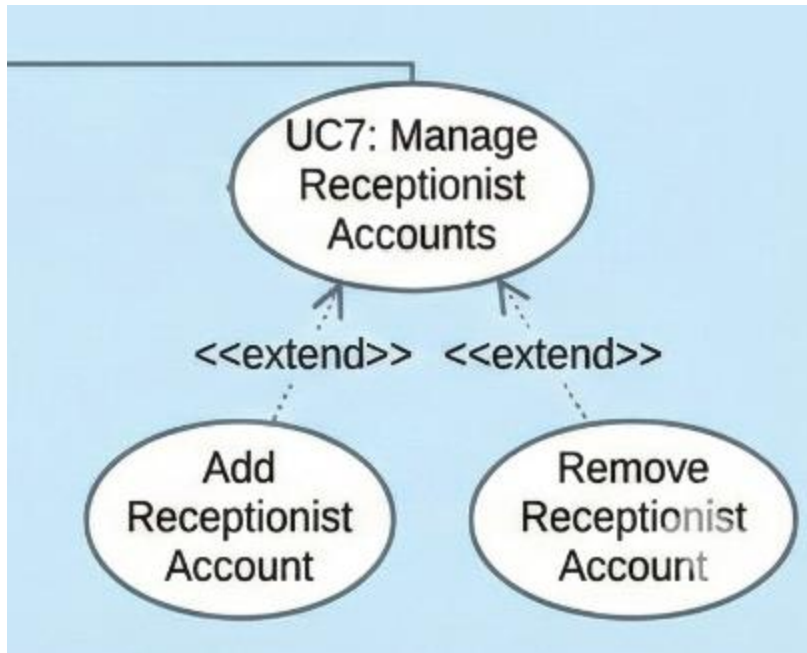 UC7: Manage
Receptionist
Accounts
<<extend>> <<extend>>
Add
Receptionist
Account
Remove
Receptionist
Account